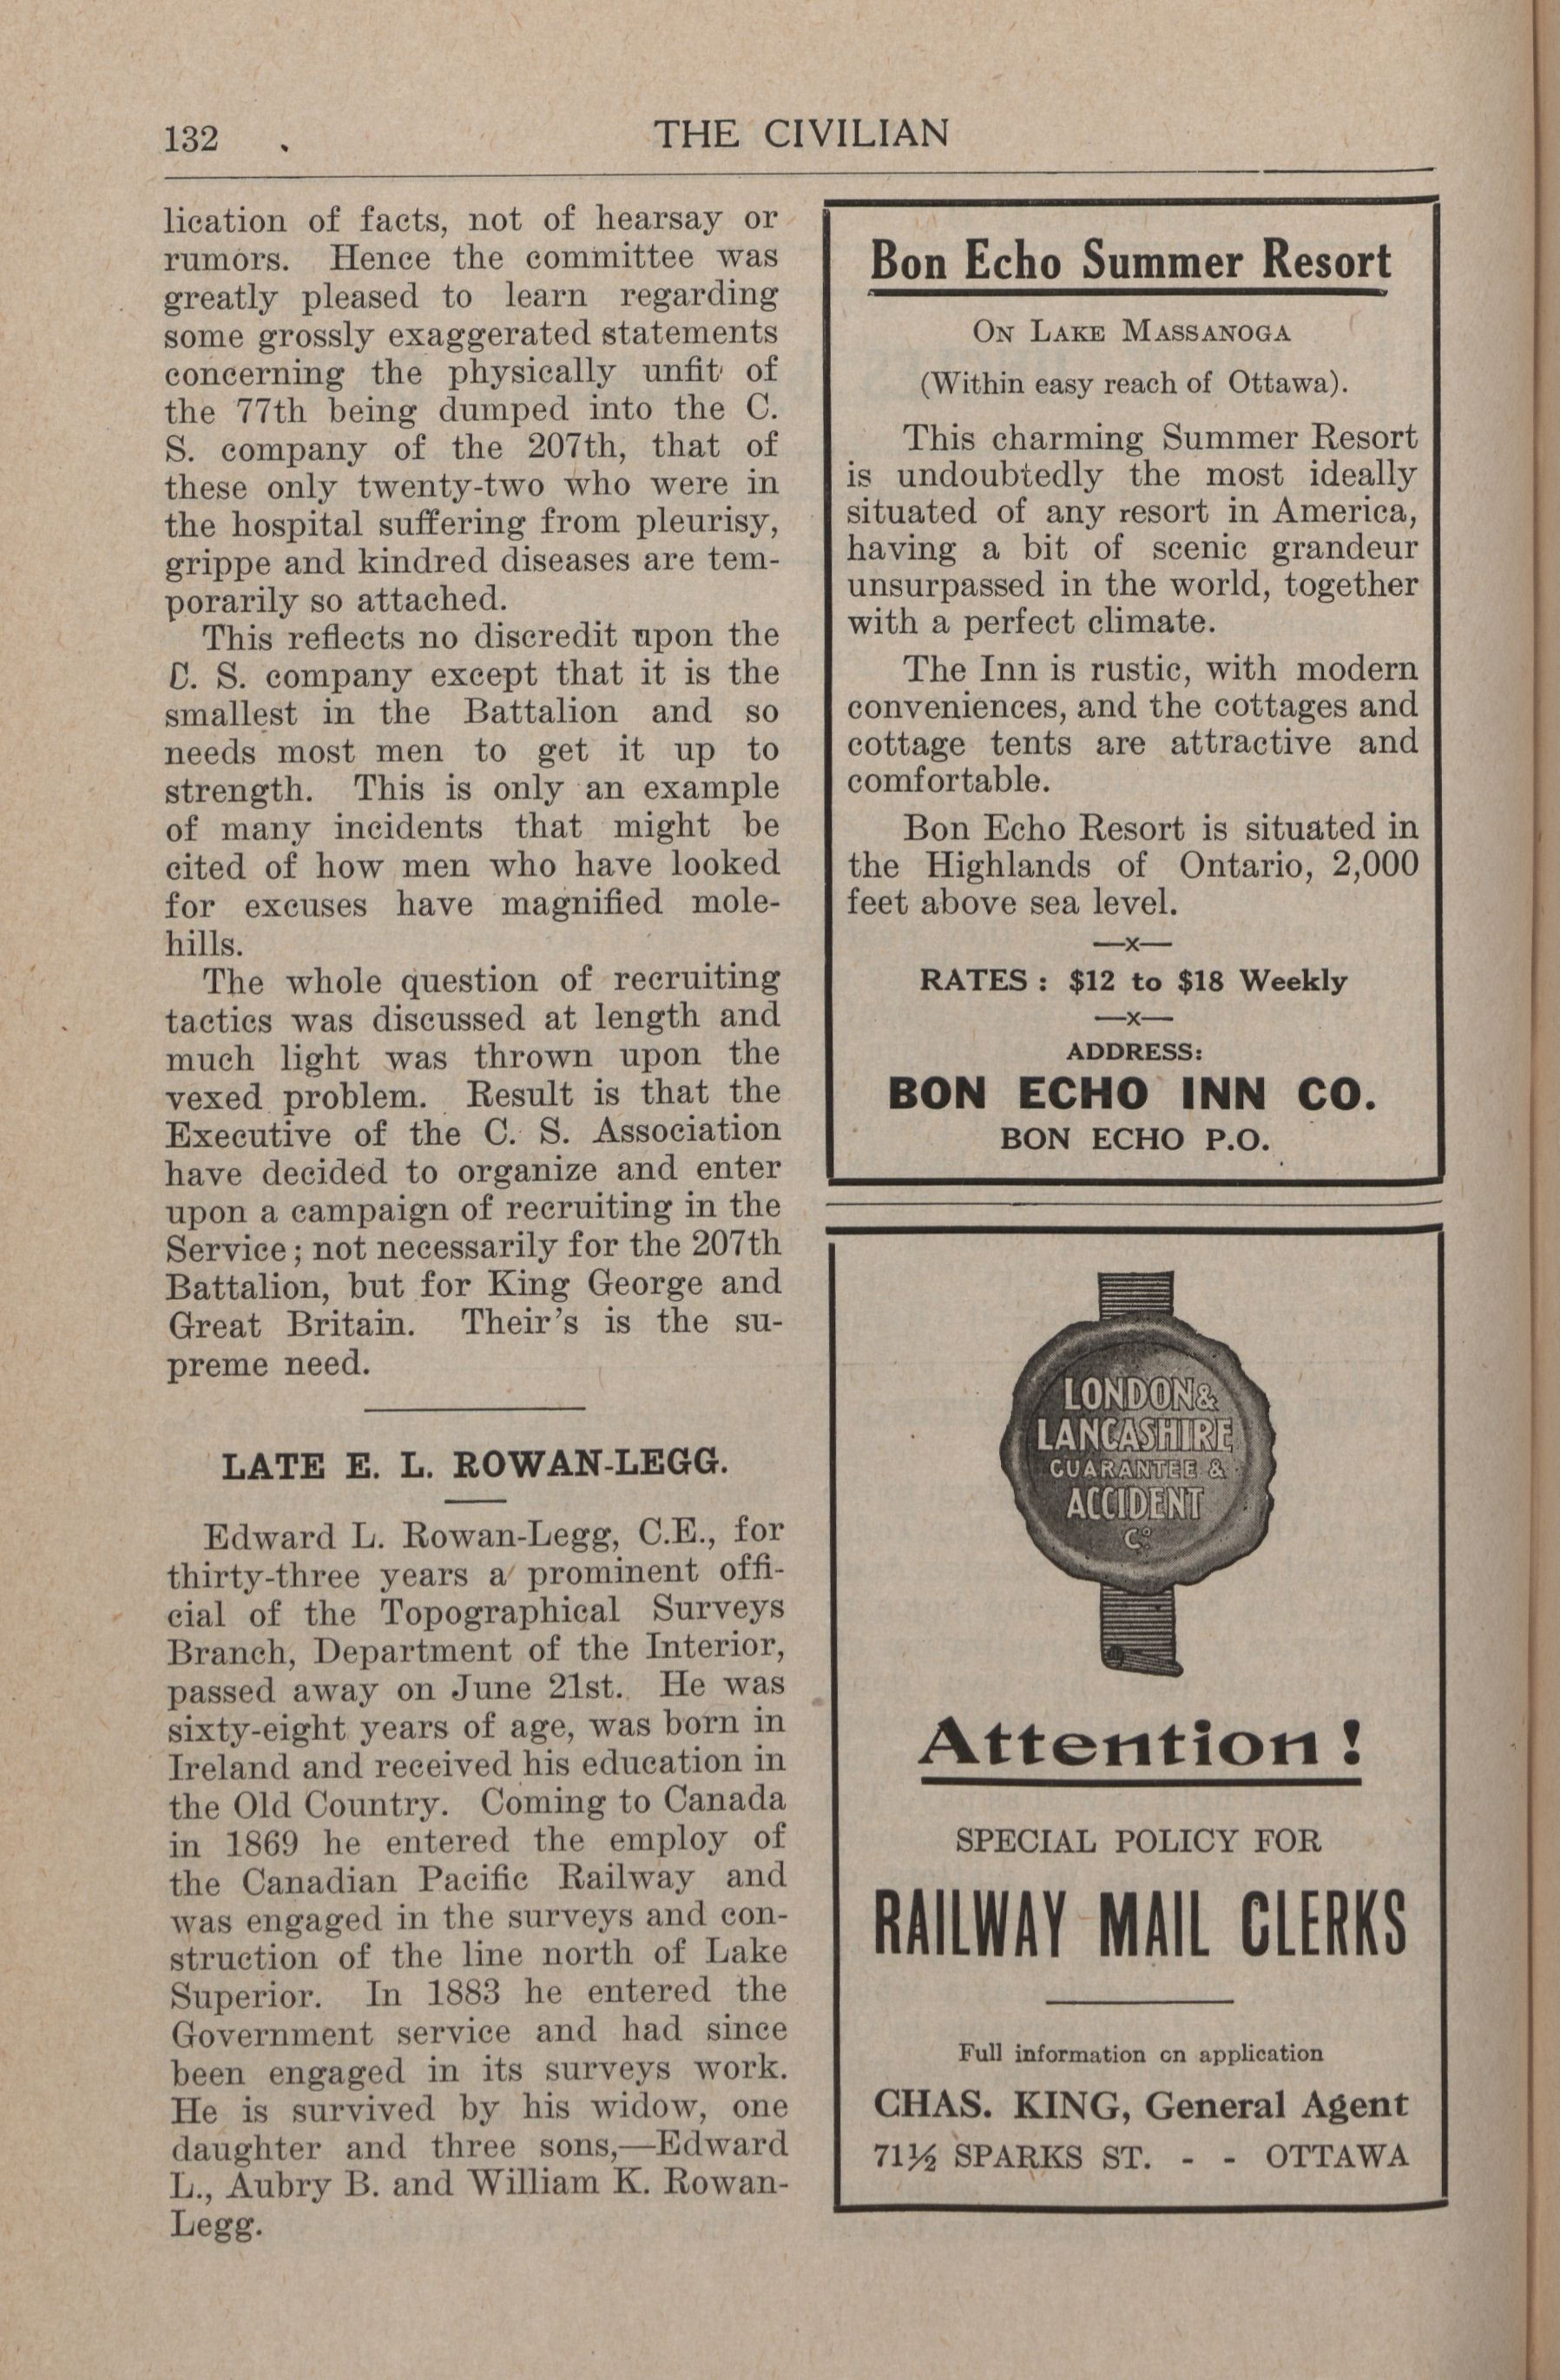 132
THE CIVILIAN
lication of facts, not of hearsay or
rumors. Hence the committee was
greatly pleased to learn regarding
some grossly exaggerated statements
concerning the physically unfit of
the 77th being dumped into the C.
S. company of the 207th, that of
these only twenty-two who were in
the hospital suffering from pleurisy,
grippe and kindred diseases are tem-
porarily so attached.
This reflects no discredit upon the
C. S. company except that it is the
smallest in the Battalion and so
needs most men to get it up to
strength. This is only an example
of many incidents that might be
cited of how men who have looked
for excuses have magnified mole-
hills.
The whole question of recruiting
tactics was discussed at length and
much light was thrown upon the
vexed problem. Result is that the
Executive of the C. S. Association
have decided to organize and enter
upon a campaign of recruiting in the
Service; not necessarily for the 207th
Battalion, but for King George and
Great Britain. Their's is the su-
preme need.
LATE E. L. ROWAN-LEGG.
Edward L. Rowan-Legg, C.E., for
thirty-three years a prominent offi-
cial of the Topographical Surveys
Branch, Department of the Interior,
passed away on June 21st. He was
sixty-eight years of age, was born in
Ireland and received his education in
the Old Country. Coming to Canada
in 1869 he entered the employ of
the Canadian Pacific Railway and
was engaged in the surveys and con-
struction of the line north of Lake
Superior. In 1883 he entered the
Government service and had since
been engaged in its surveys work.
He is survived by his widow, one
daughter and three sons,—Edward
L., Aubry B. and William K. Rowan-
Legg.
Bon Echo Summer Resort
ON LAKE MASSANOGA
(Within easy reach of Ottawa).
This charming Summer Resort
is undoubtedly the most ideally
situated of any resort in America,
having a bit of scenic grandeur
unsurpassed in the world, together
with a perfect climate.
The Inn is rustic, with modern
conveniences, and the cottages and
cottage tents are attractive and
comfortable.
Bon Echo Resort is situated in
the Highlands of Ontario, 2,000
feet above sea level.
—x—
RATES: $12 to $18 Weekly
—x—
ADDRESS:
BON ECHO INN CO.
BON ECHO P.O.
LONDON &
LANCASHIRE
GUARANTEE &
ACCIDENT
Co
Attention!
SPECIAL POLICY FOR
RAILWAY MAIL CLERKS
Full information on application
CHAS. KING, General Agent
71½ SPARKS ST. - - OTTAWA